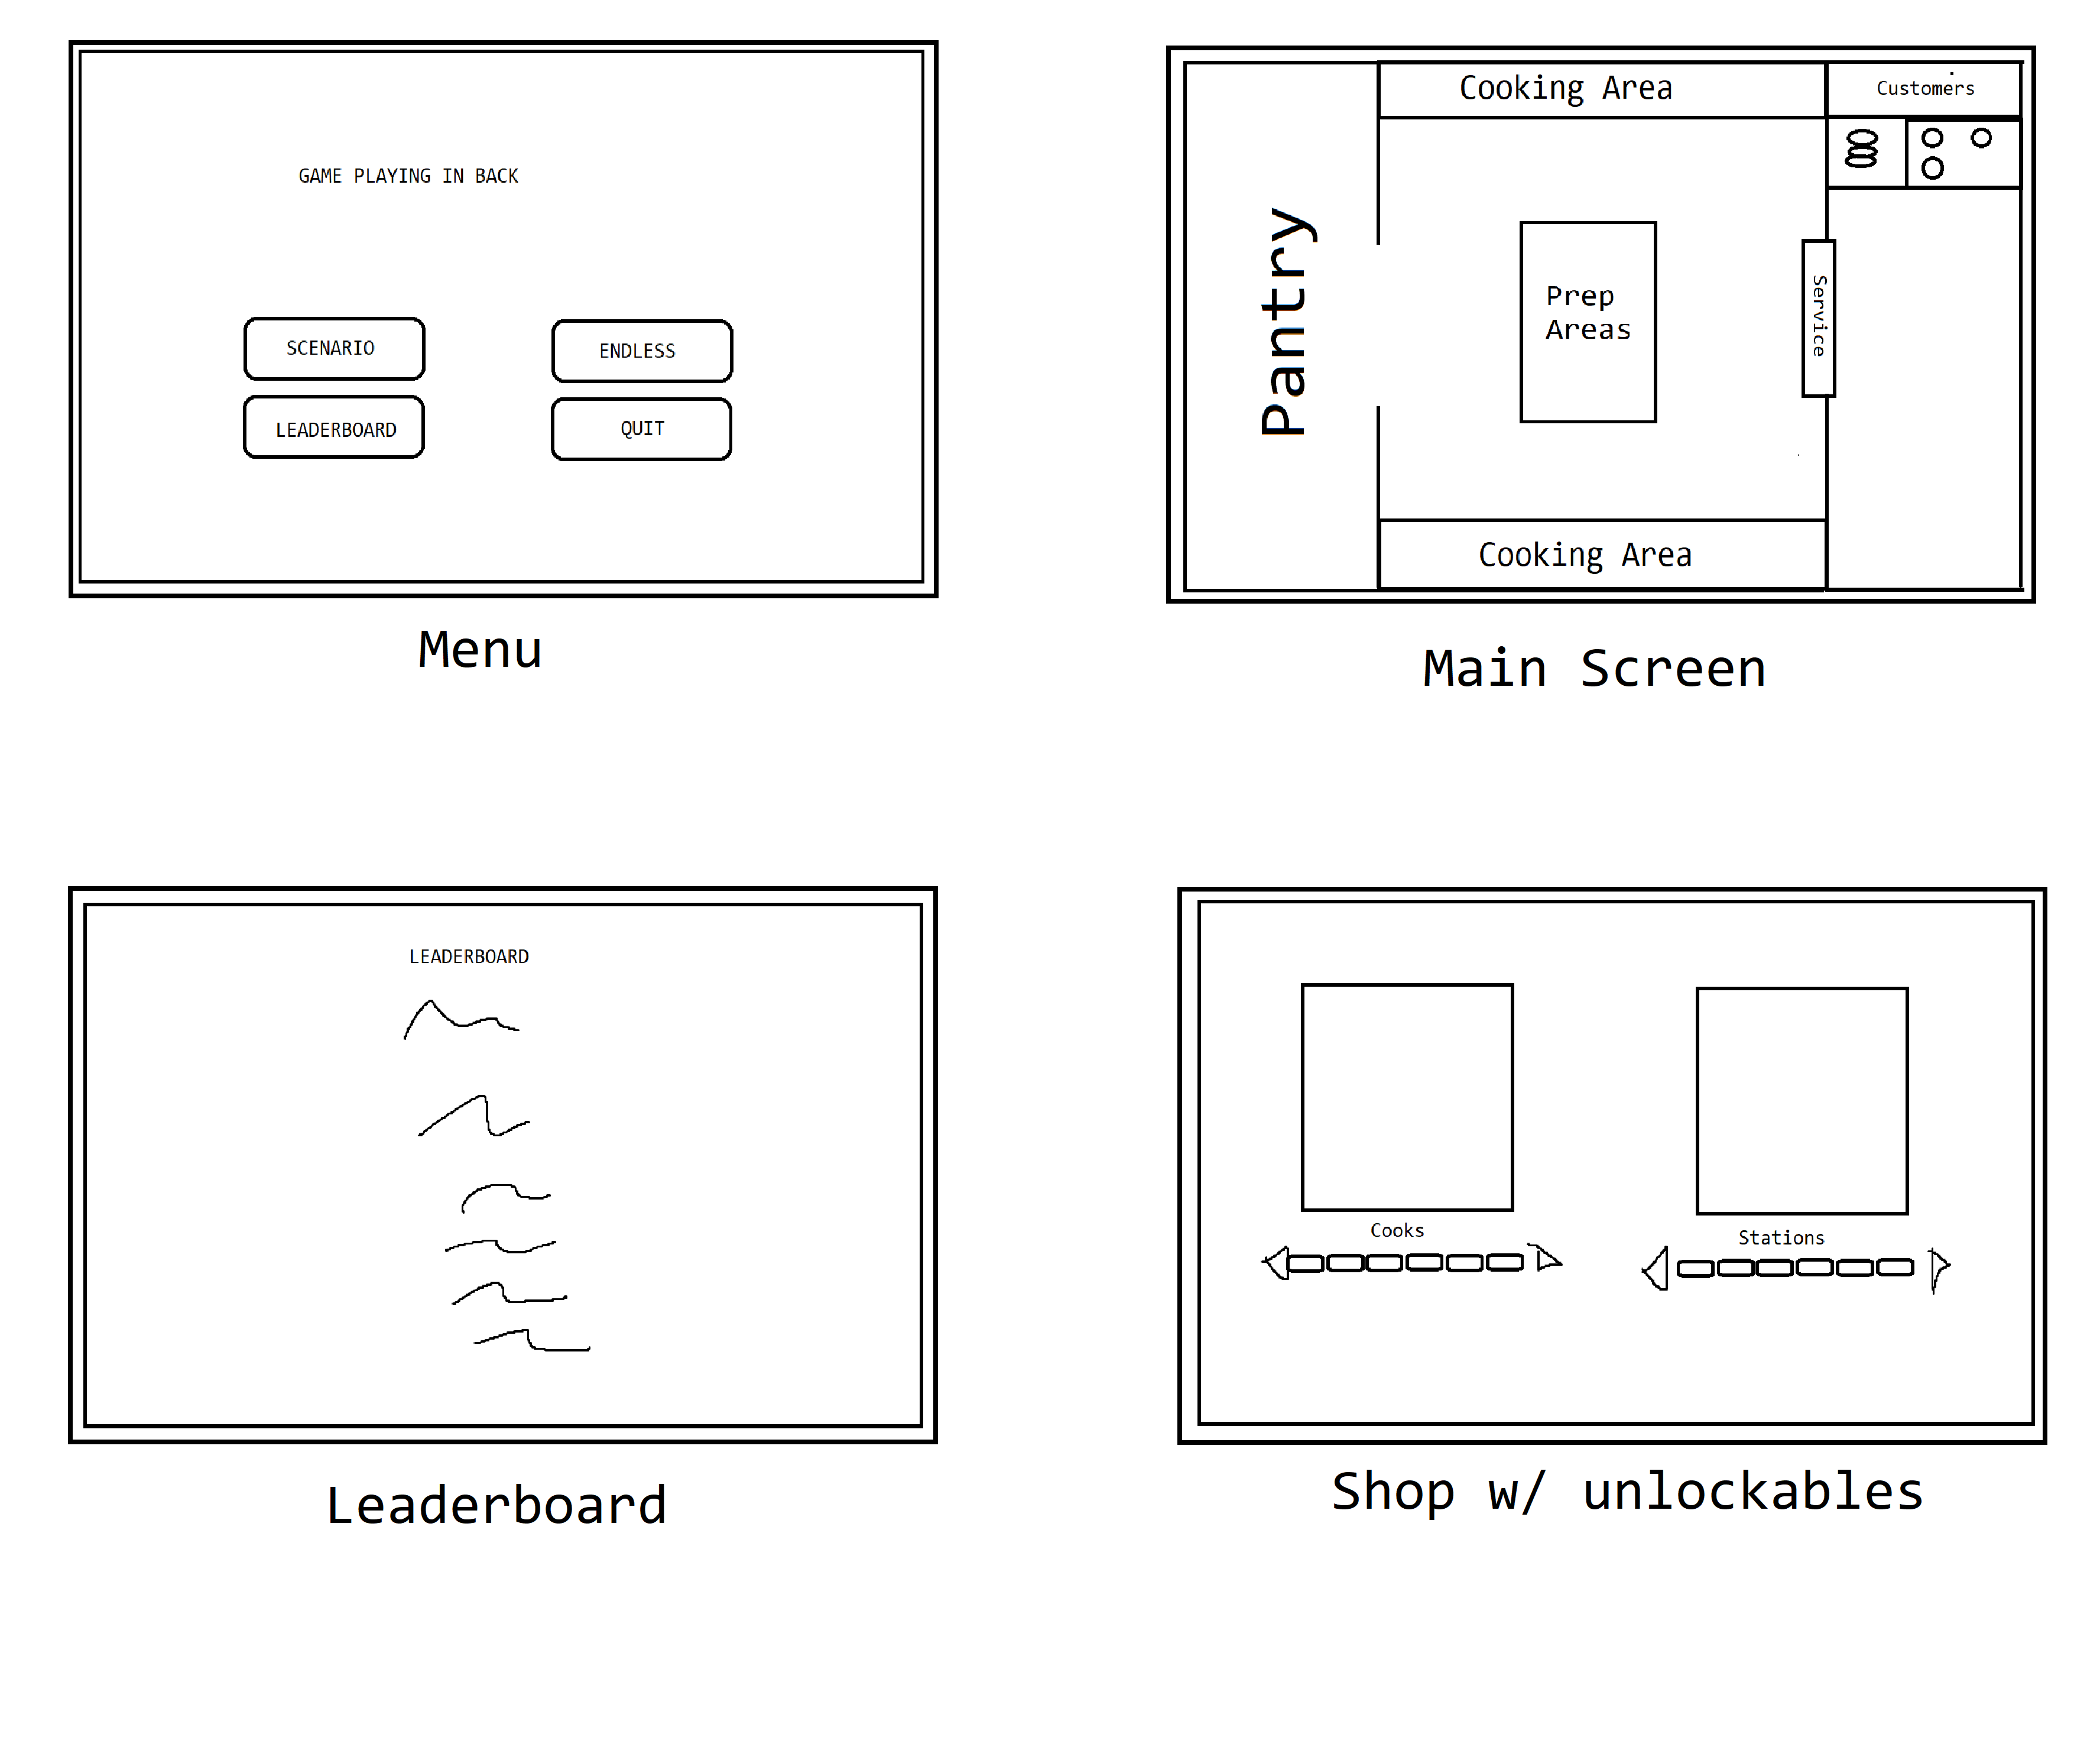 GAME PLAYING IN BACK
SCENARIO
ENDLESS
LEADERBOARD
QUIT
Menu
Cooking Area
Customers
Pantry
Prep
Areas
Service
Cooking Area
Main Screen
LEADERBOARD
Leaderboard
Cooks
Stations
Shop w/ unlockables